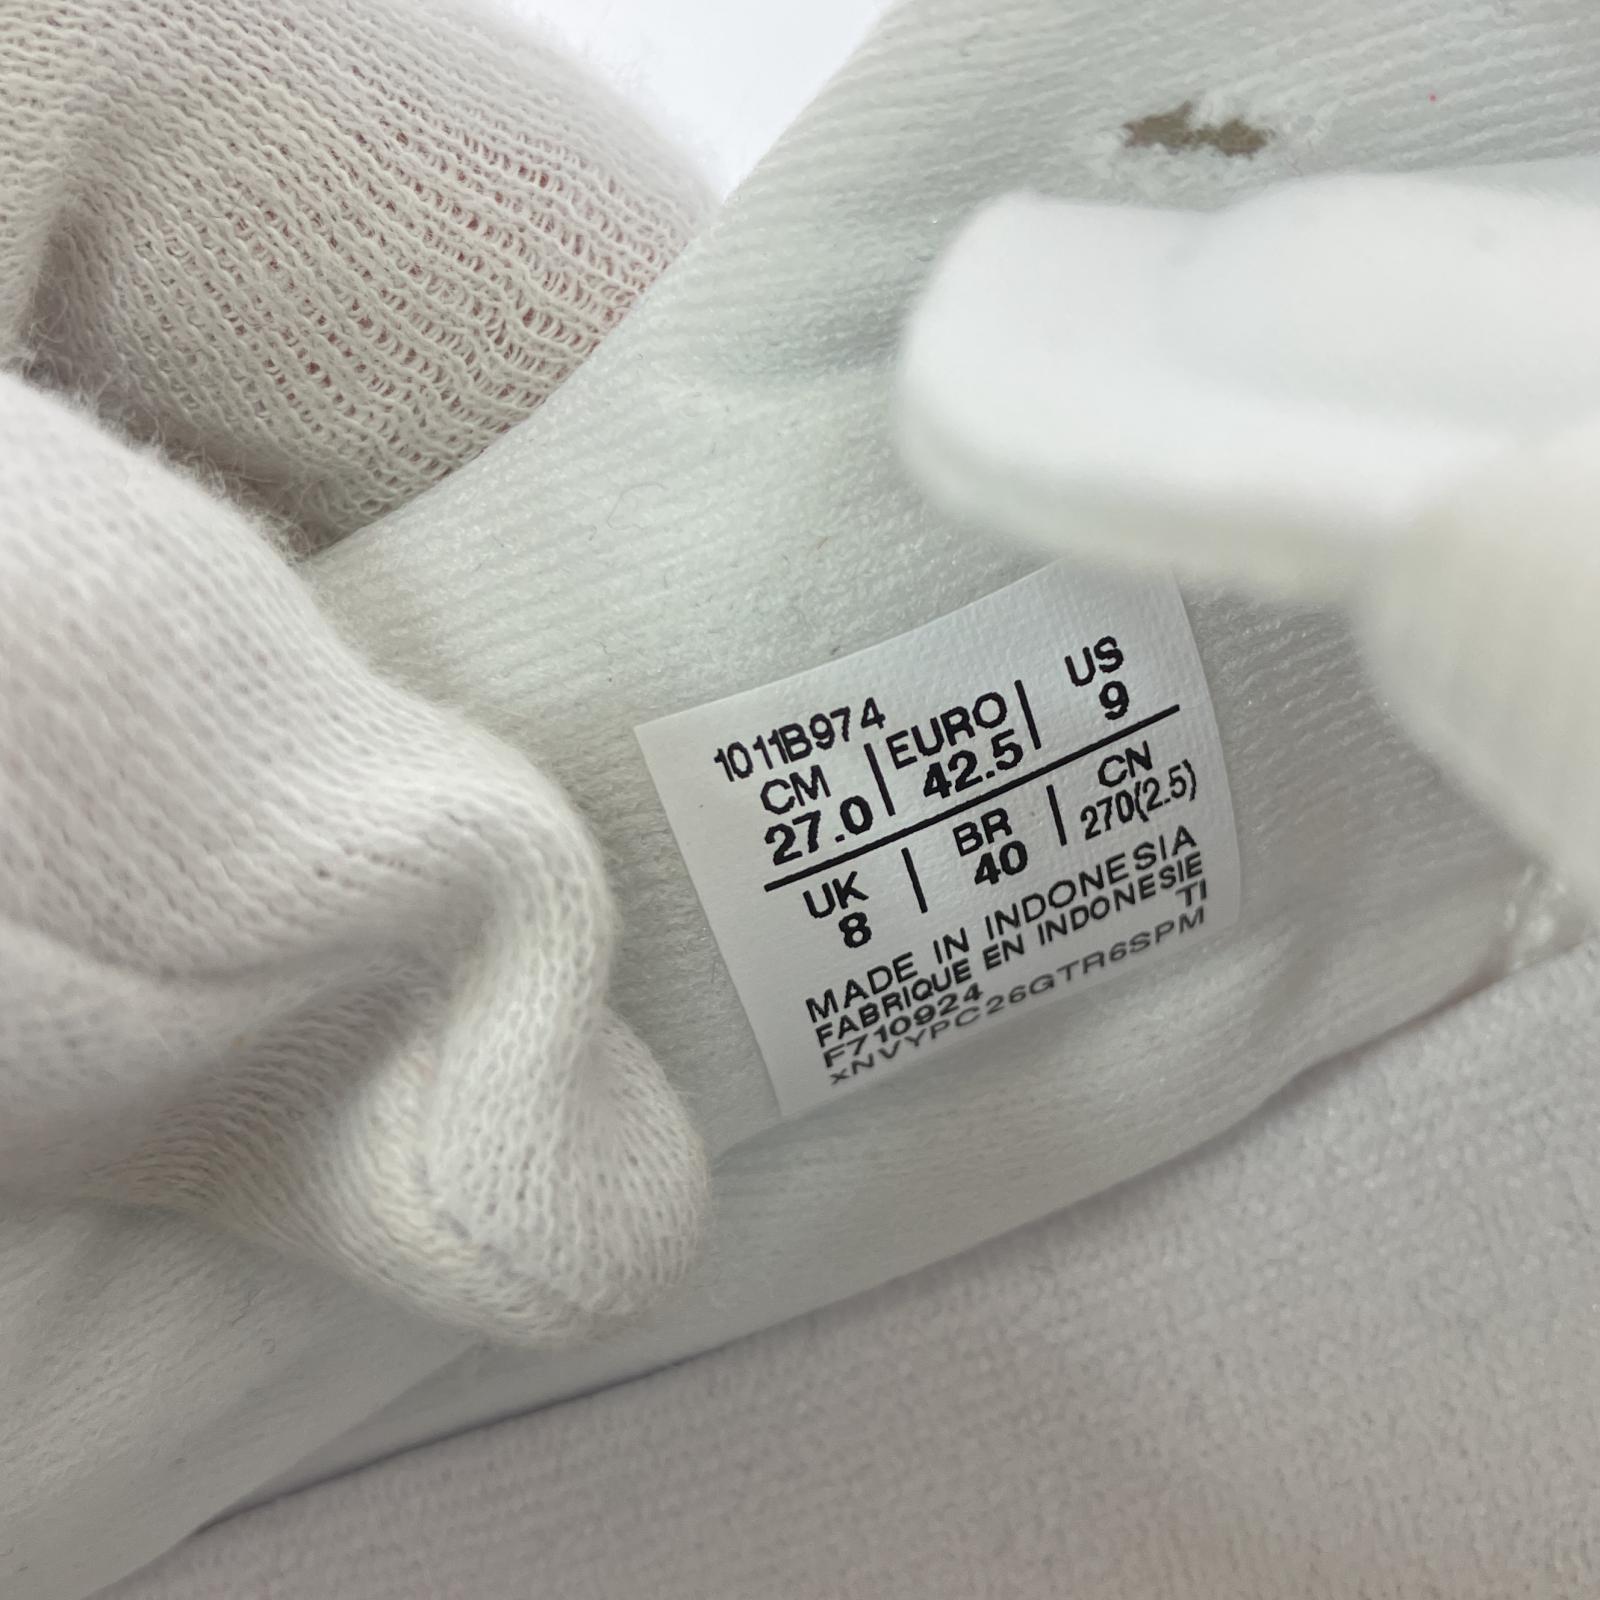 1011B974
CM | EURO | US
27.0 | 42.5 | 9
UK | BR | CN
8 | 40 | 270(2.5)
MADE IN INDONESIA
FABRIQUE EN INDONESIE
F710924 TI
xNVYPC26GTR6SPM